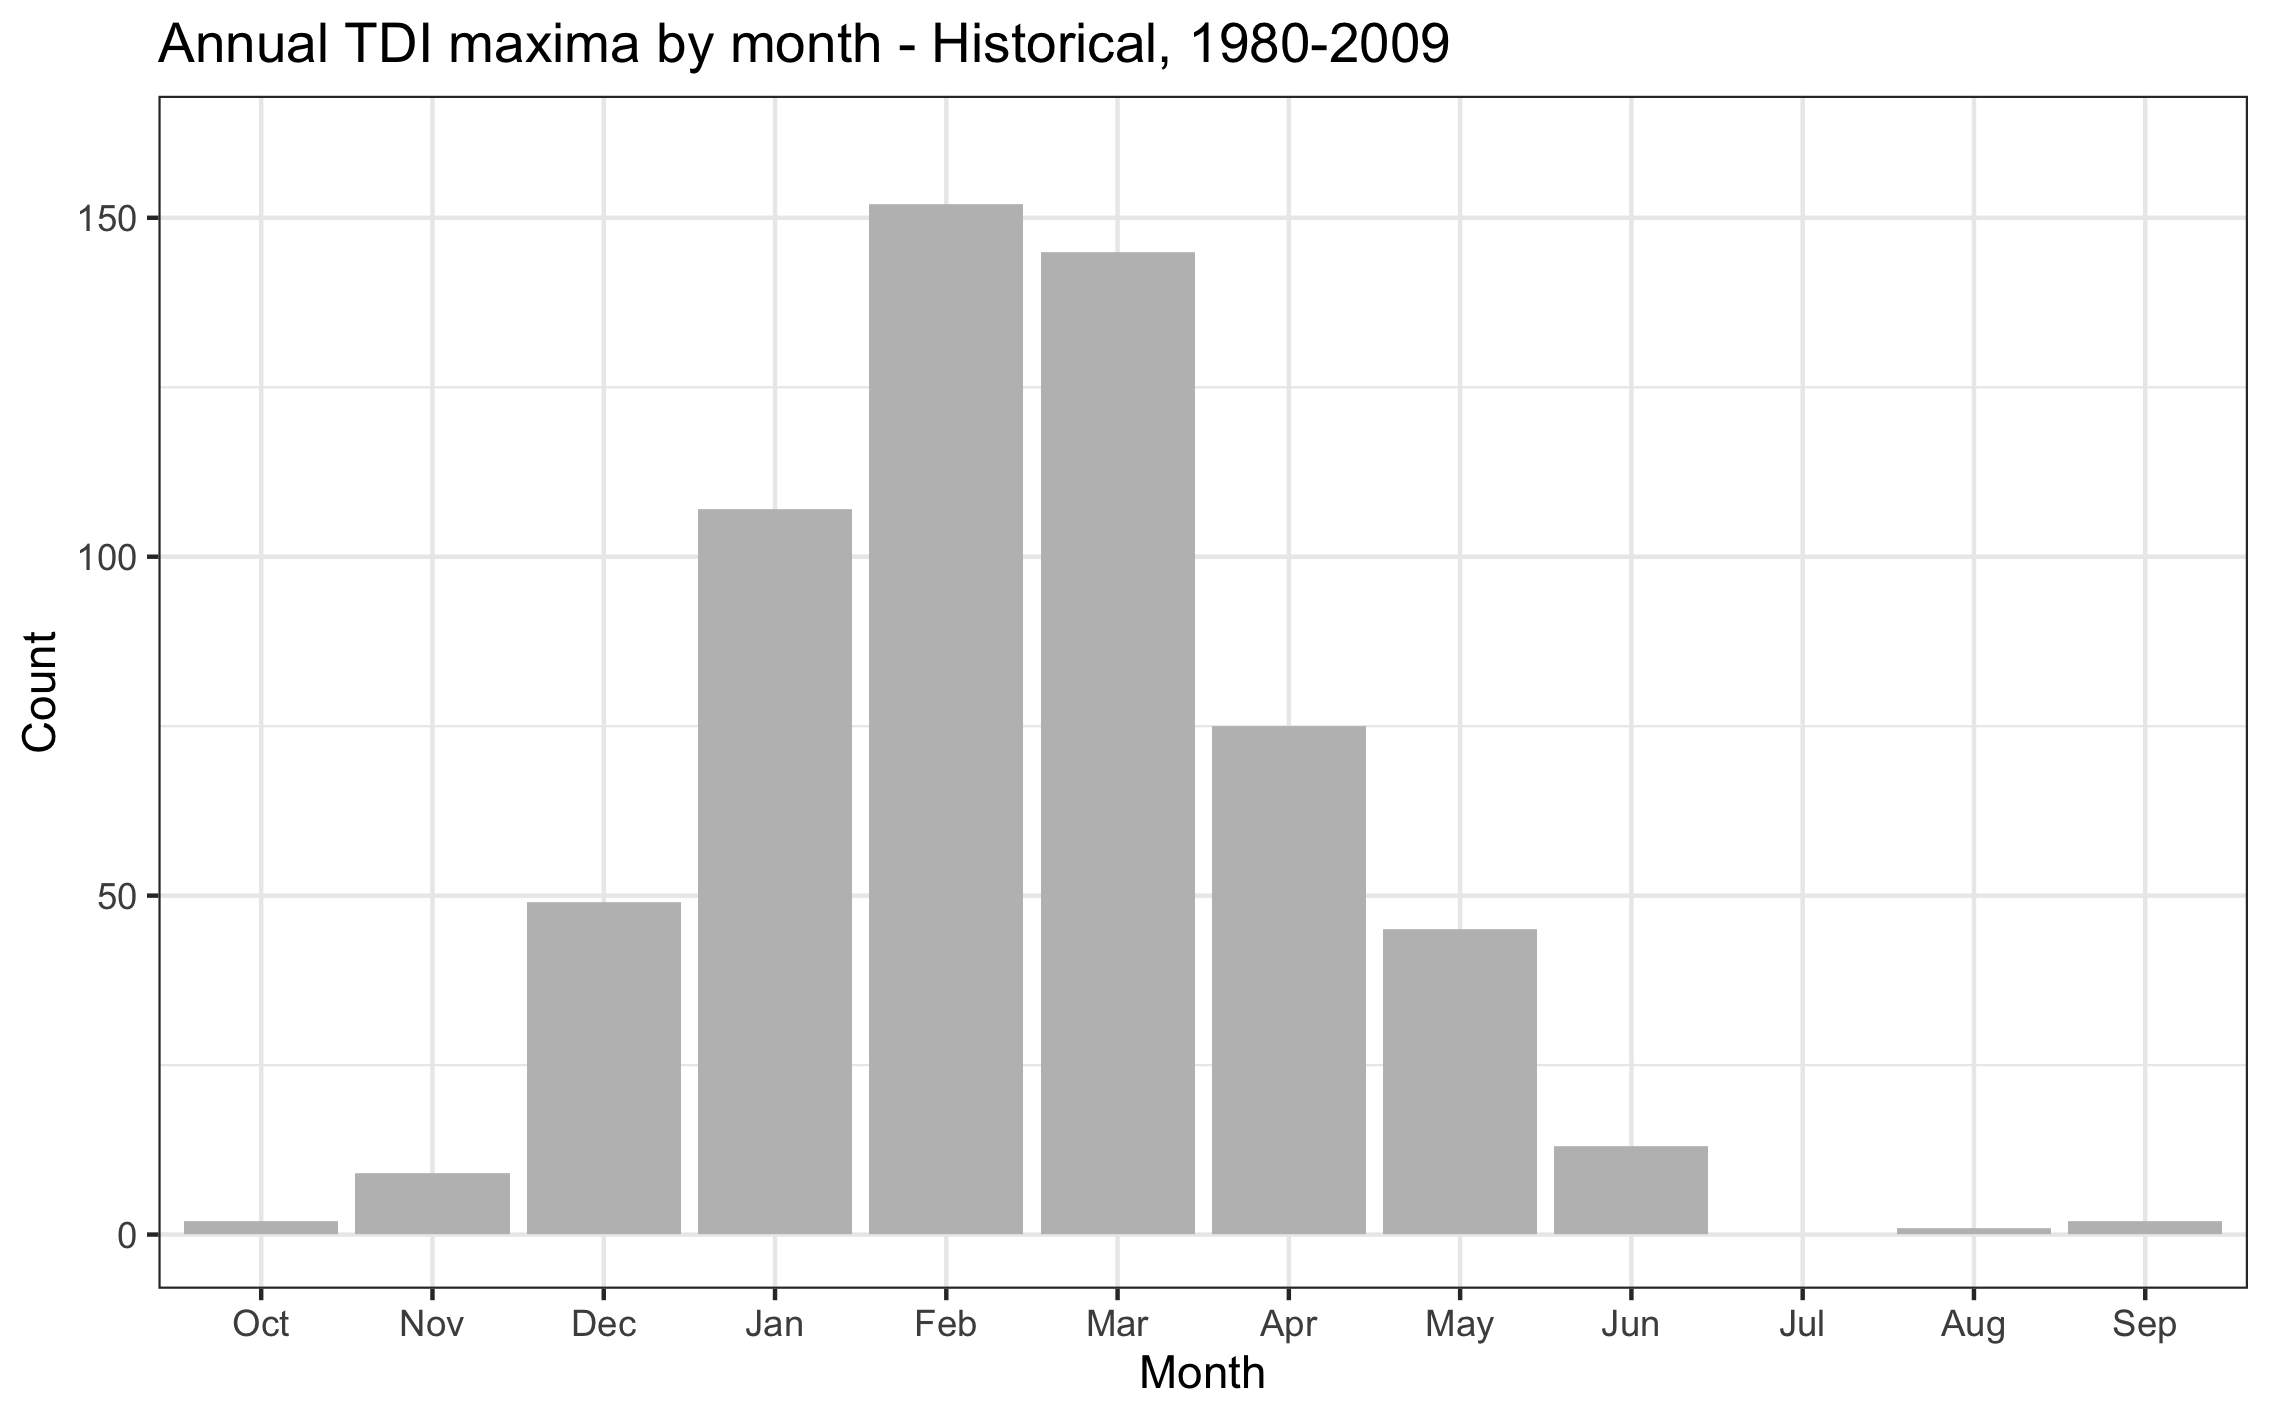 Annual TDI maxima by month - Historical, 1980-2009
Count
150
100
50
0
Oct Nov Dec Jan Feb Mar Apr May Jun Jul Aug Sep
Month